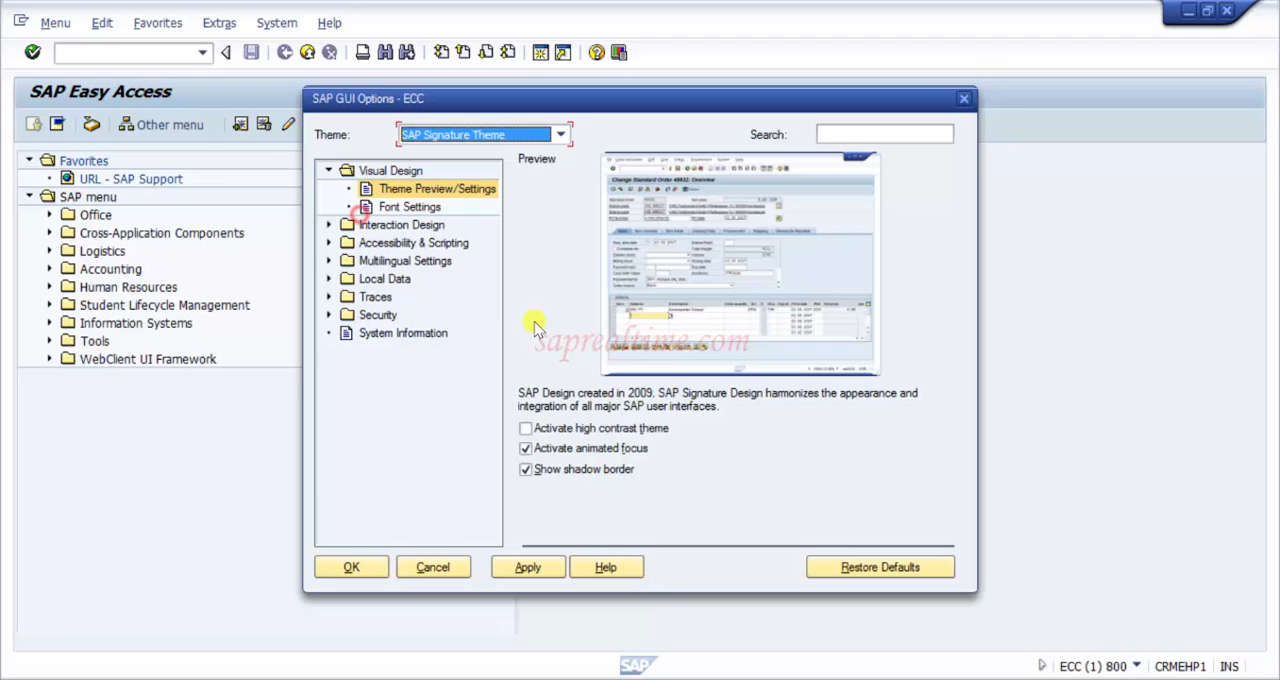 Menu Edit Favorites Extras System Help
SAP Easy Access
Other menu
Favorites
URL - SAP Support
SAP menu
Office
Cross-Application Components
Logistics
Accounting
Human Resources
Student Lifecycle Management
Information Systems
Tools
WebClient UI Framework
SAP GUI Options - ECC
Theme: SAP Signature Theme Search:
Visual Design
Theme Preview/Settings
Font Settings
Interaction Design
Accessibility & Scripting
Multilingual Settings
Local Data
Traces
Security
System Information
Preview
Change Standard Order 49932: Overview
saprealtime.com
SAP Design created in 2009. SAP Signature Design harmonizes the appearance and
integration of all major SAP user interfaces.
Activate high contrast theme
Activate animated focus
Show shadow border
OK Cancel Apply Help Restore Defaults
SAP
ECC (1) 800 CRMEHP1 INS